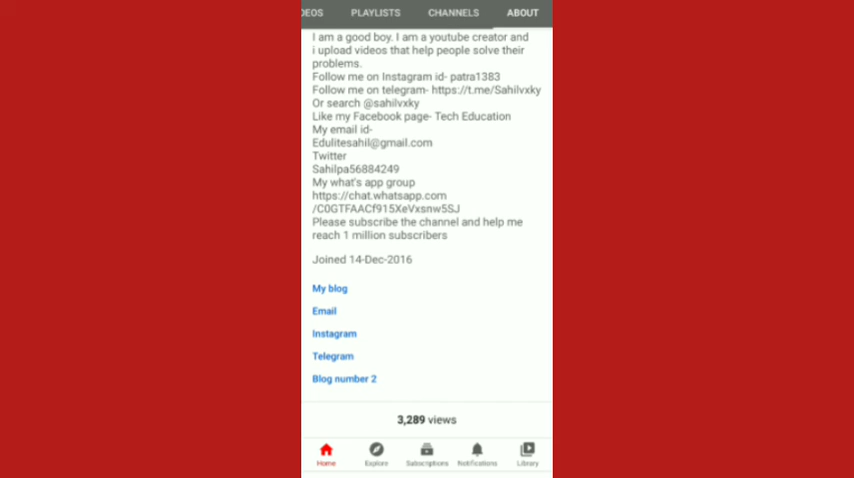 DEOS PLAYLISTS CHANNELS ABOUT
I am a good boy. I am a youtube creator and
i upload videos that help people solve their
problems.
Follow me on Instagram id- patra1383
Follow me on telegram- https://t.me/Sahilvxky
Or search @sahilvxky
Like my Facebook page- Tech Education
My email id-
Edulitesahil@gmail.com
Twitter
Sahilpa56884249
My what's app group
https://chat.whatsapp.com
/C0GTFAACf915XeVxsnw5SJ
Please subscribe the channel and help me
reach 1 million subscribers
Joined 14-Dec-2016
My blog
Email
Instagram
Telegram
Blog number 2
3,289 views
Home Explore Subscriptions Notifications Library